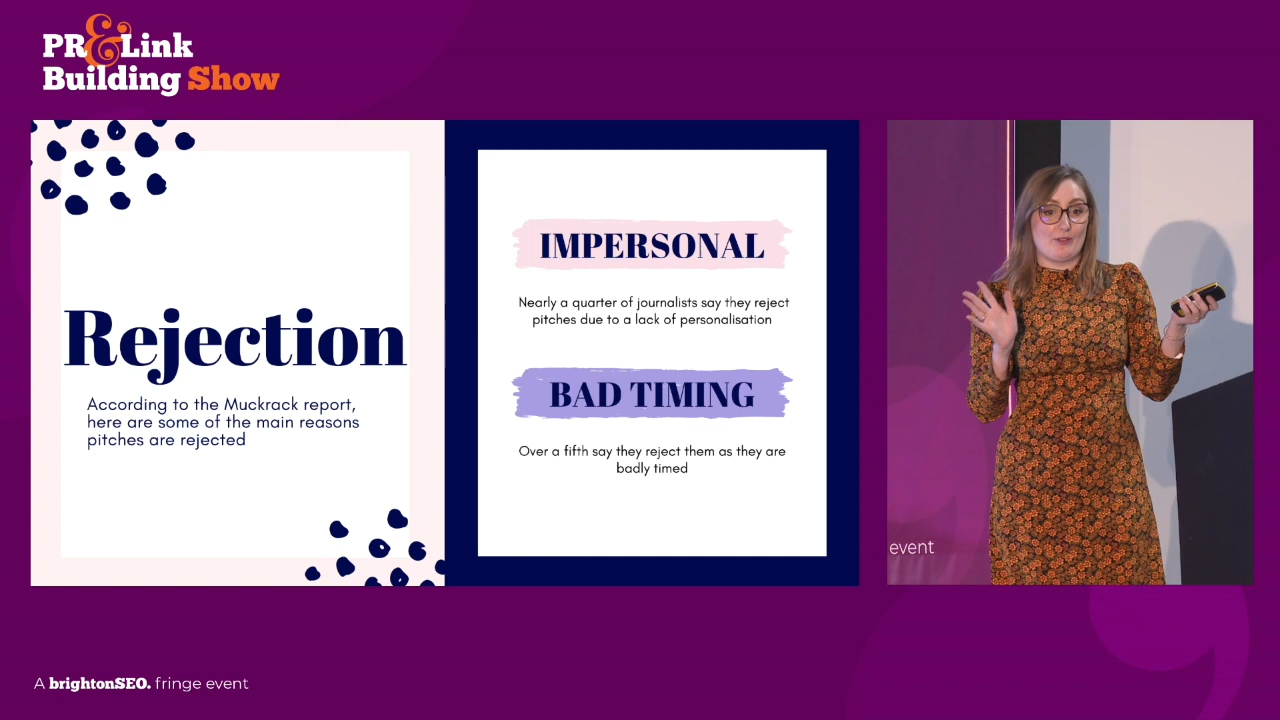 PR&Link
Building Show
Rejection
According to the Muckrack report,
here are some of the main reasons
pitches are rejected
IMPERSONAL
Nearly a quarter of journalists say they reject
pitches due to a lack of personalisation
BAD TIMING
Over a fifth say they reject them as they are
badly timed
event
A brightonSEO. fringe event